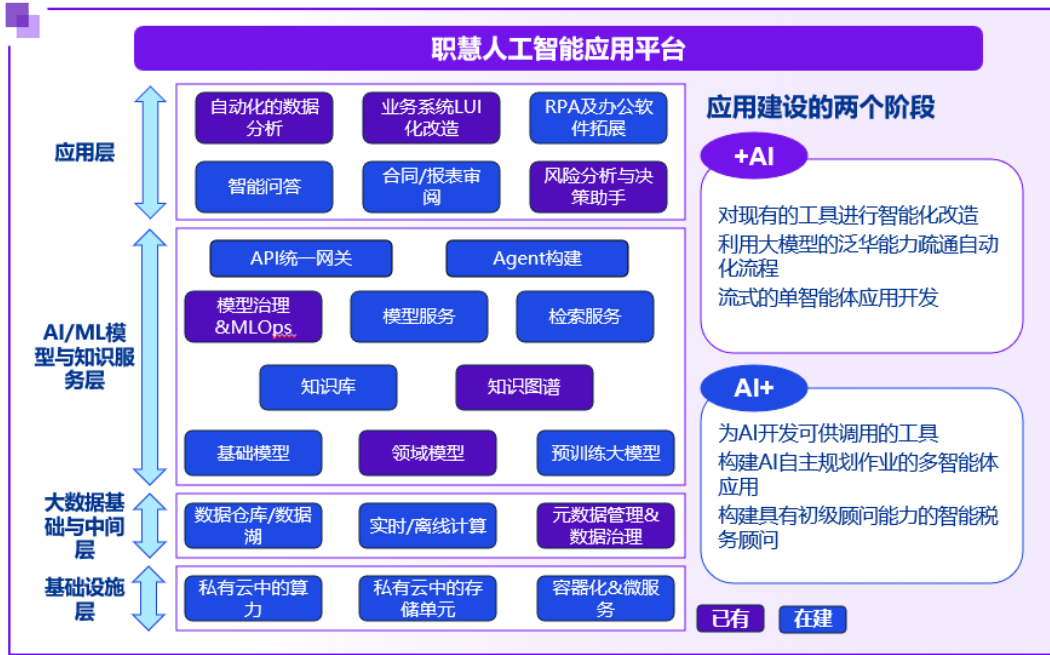 职慧人工智能应用平台
应用层
自动化的数据
分析
业务系统LUI
化改造
RPA及办公软
件拓展
智能问答
合同/报表审
阅
风险分析与决
策助手
AI/ML模
型与知识服
务层
API统一网关
Agent构建
模型治理
&MLOps
模型服务
检索服务
知识库
知识图谱
基础模型
领域模型
预训练大模型
大数据基
础与中间
层
数据仓库/数据
湖
实时/离线计算
元数据管理&
数据治理
基础设施
层
私有云中的算
力
私有云中的存
储单元
容器化&微服
务
应用建设的两个阶段
+AI
对现有的工具进行智能化改造
利用大模型的泛华能力疏通自动
化流程
流式的单智能体应用开发
AI+
为AI开发可供调用的工具
构建AI自主规划作业的多智能体
应用
构建具有初级顾问能力的智能税
务顾问
已有
在建